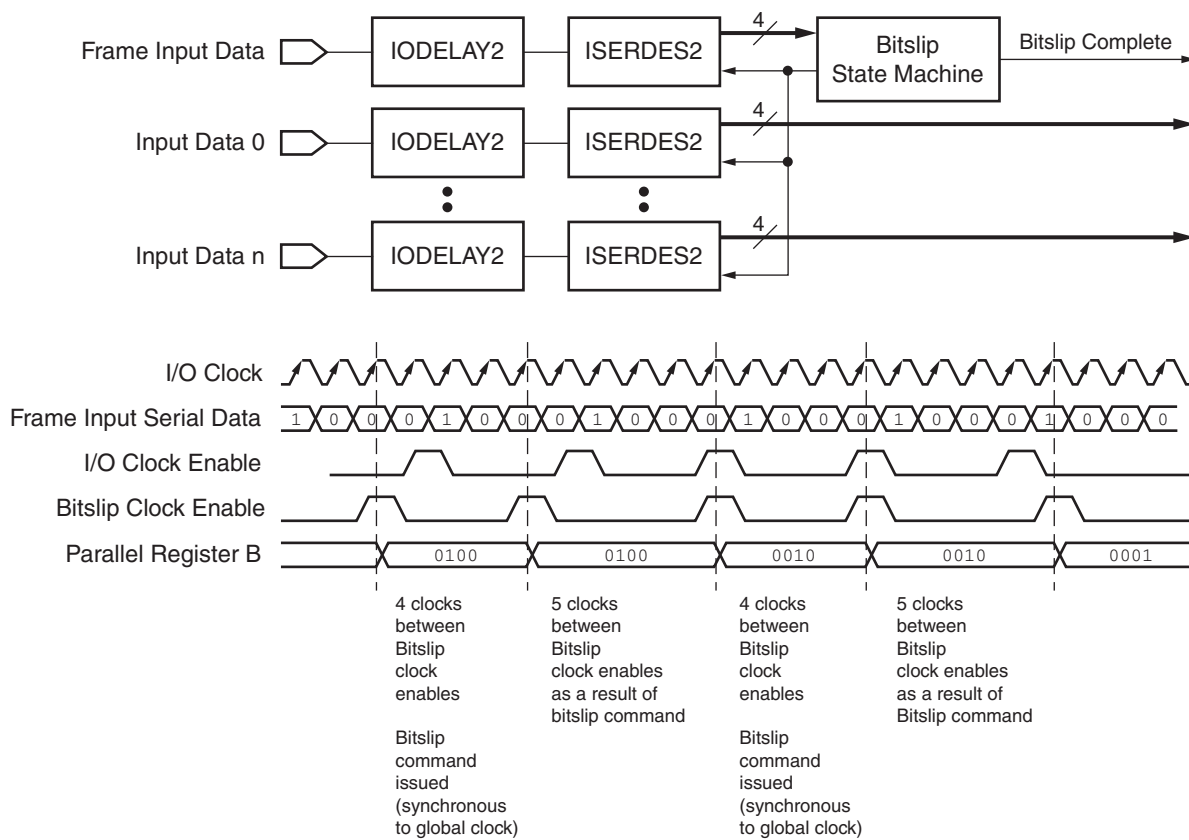 Frame Input Data
IODELAY2
ISERDES2
4
Bitslip
State Machine
Bitslip Complete
Input Data 0
IODELAY2
ISERDES2
4
Input Data n
IODELAY2
ISERDES2
4
I/O Clock
Frame Input Serial Data 1 0 0 0 1 0 0 0 1 0 0 0 1 0 0 0 1 0 0 0 1 0 0 0
I/O Clock Enable
Bitslip Clock Enable
Parallel Register B 0100 0100 0010 0010 0001
4 clocks
between
Bitslip
clock
enables
Bitslip
command
issued
(synchronous
to global clock)
5 clocks
between
Bitslip
clock enables
as a result of
bitslip command
4 clocks
between
Bitslip
clock
enables
Bitslip
command
issued
(synchronous
to global clock)
5 clocks
between
Bitslip
clock enables
as a result of
Bitslip command